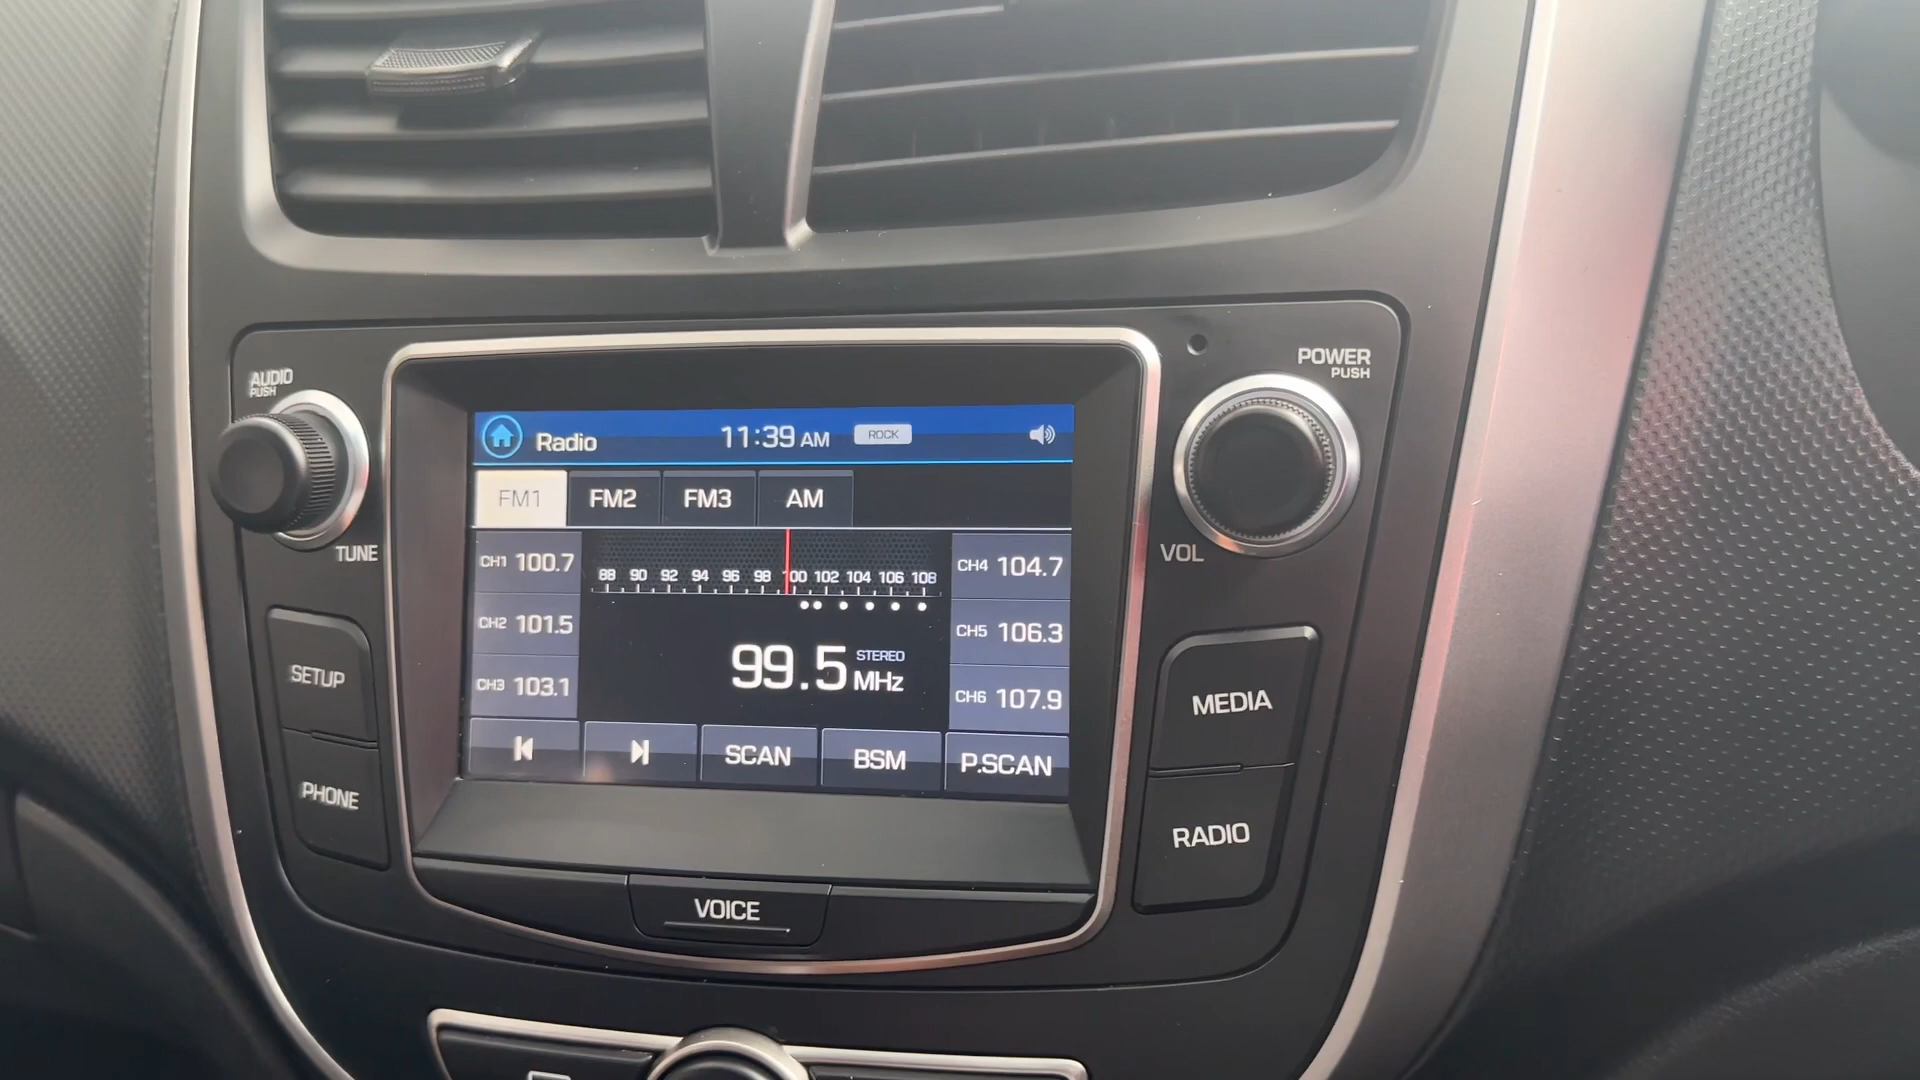 AUDIO
PUSH
TUNE
POWER
PUSH
VOL
Radio 11:39 AM ROCK
FM1 FM2 FM3 AM
CH1 100.7
CH2 101.5
CH3 103.1
88 90 92 94 96 98 100 102 104 106 108
99.5 STEREO
MHz
CH4 104.7
CH5 106.3
CH6 107.9
SCAN BSM P.SCAN
SETUP
PHONE
MEDIA
RADIO
VOICE